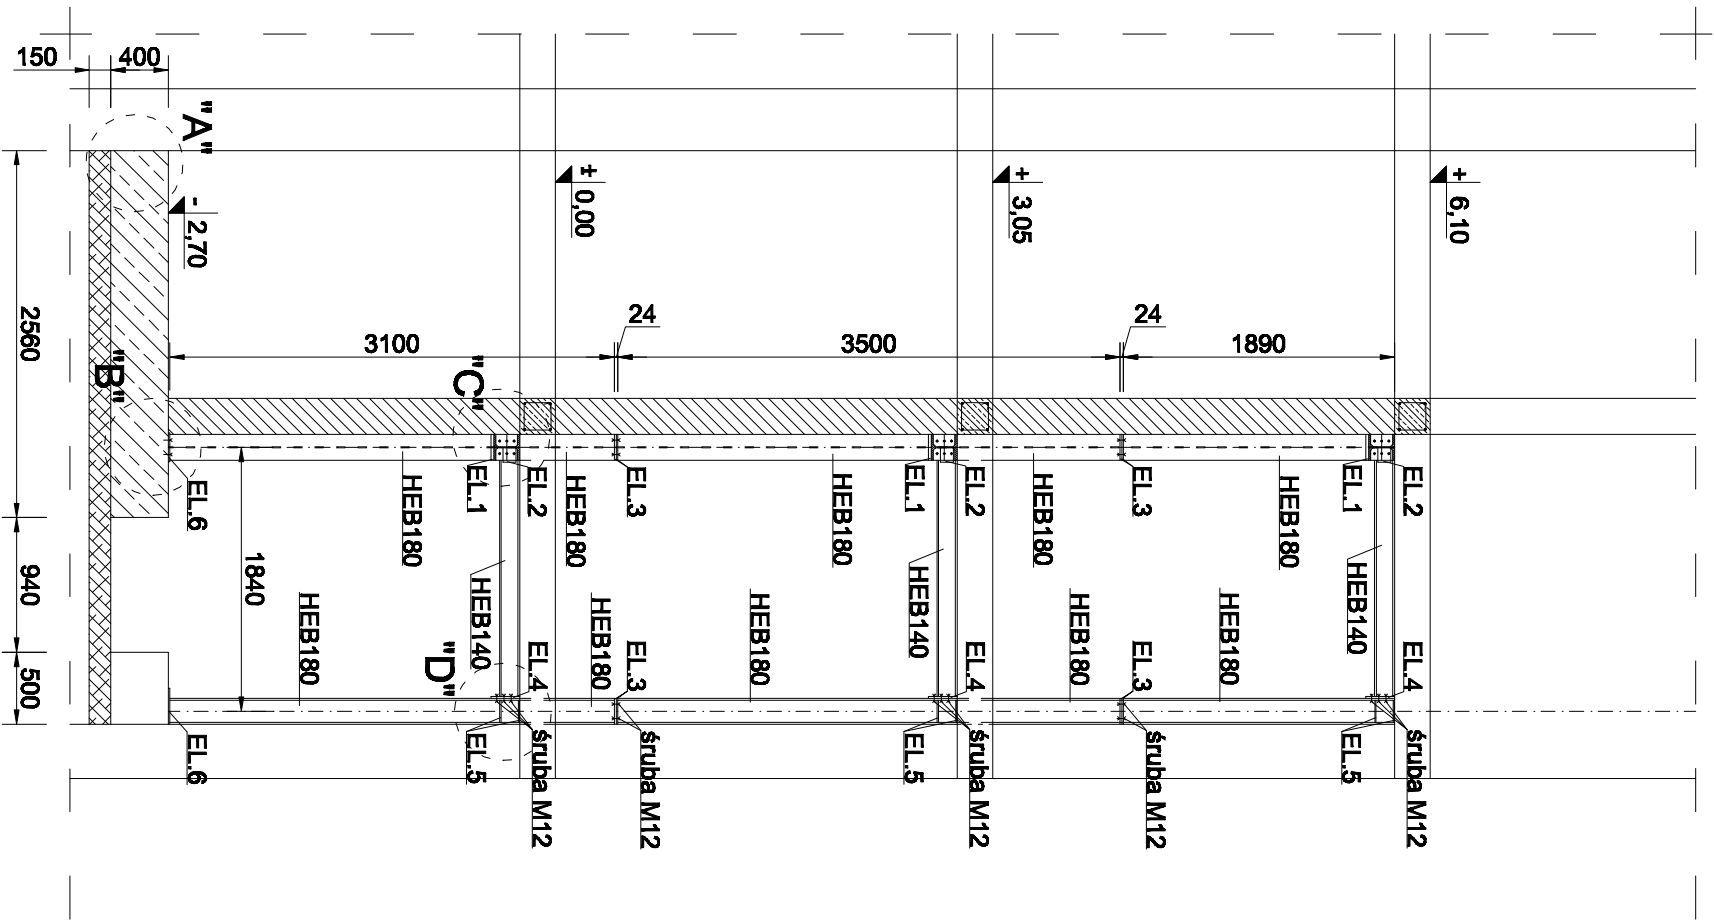 150
400
"A"
- 2,70
± 0,00
+ 3,05
+ 6,10
2560
940
500
"B"
24
24
3100
3500
1890
"C"
EL.6
HEB180
EL.1
EL.2
HEB180
EL.3
HEB180
EL.1
EL.2
HEB180
EL.3
HEB180
EL.1
EL.2
1840
HEB140
HEB140
HEB140
HEB180
"D"
EL.4
HEB180
EL.3
HEB180
EL.4
HEB180
EL.3
HEB180
EL.4
EL.6
EL.5
śruba M12
śruba M12
EL.5
śruba M12
śruba M12
EL.5
śruba M12